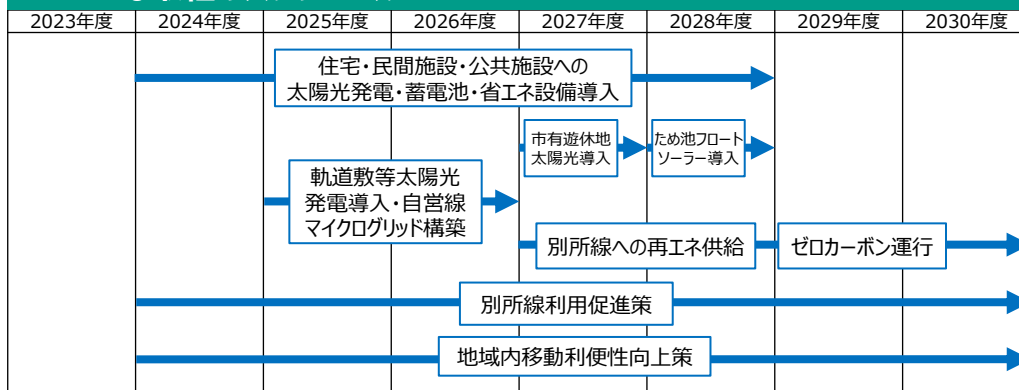 2023年度 2024年度 2025年度 2026年度 2027年度 2028年度 2029年度 2030年度
住宅・民間施設・公共施設への
太陽光発電・蓄電池・省エネ設備導入
市有遊休地
太陽光導入
ため池フロート
ソーラー導入
軌道敷等太陽光
発電導入・自営線
マイクログリッド構築
別所線への再エネ供給
ゼロカーボン運行
別所線利用促進策
地域内移動利便性向上策